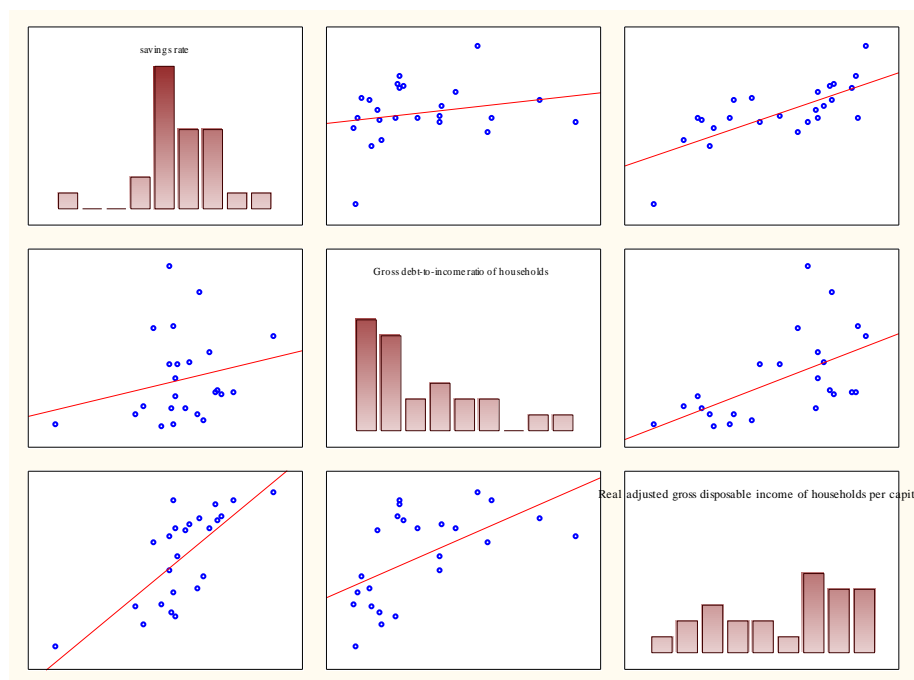 savings rate
Gross debt-to-income ratio of households
Real adjusted gross disposable income of households per capit